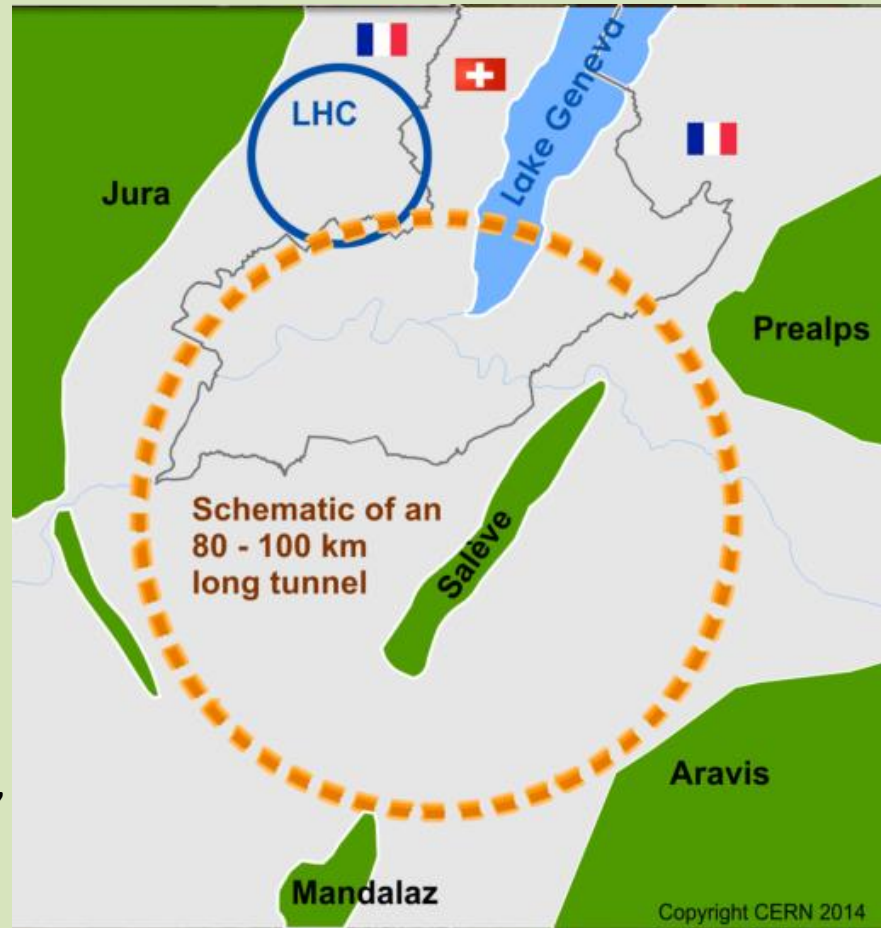 LHC
Lake Geneva
Jura
Prealps
Schematic of an
80 - 100 km
long tunnel
Salève
Aravis
Mandalaz
Copyright CERN 2014
,